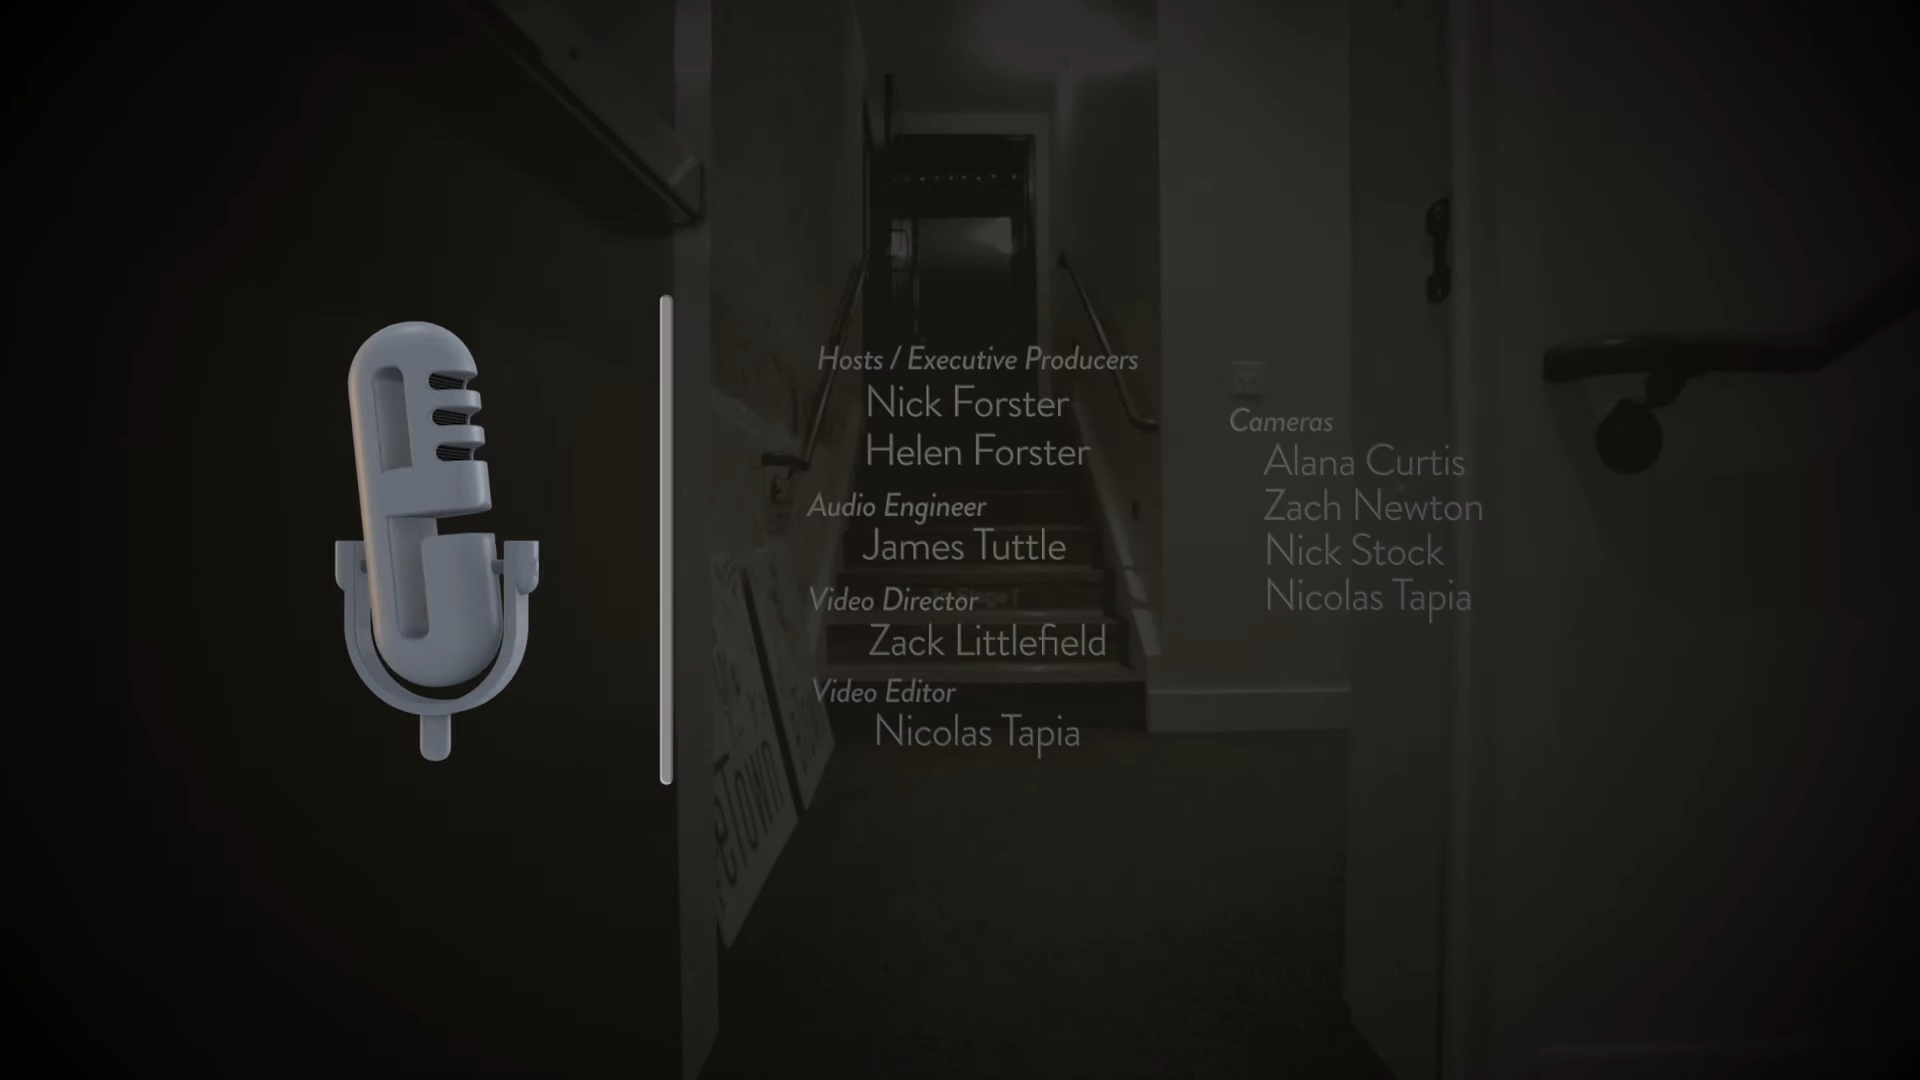 Hosts / Executive Producers
Nick Forster
Helen Forster
Audio Engineer
James Tuttle
Video Director
Zack Littlefield
Video Editor
Nicolas Tapia
Cameras
Alana Curtis
Zach Newton
Nick Stock
Nicolas Tapia
eTOWN